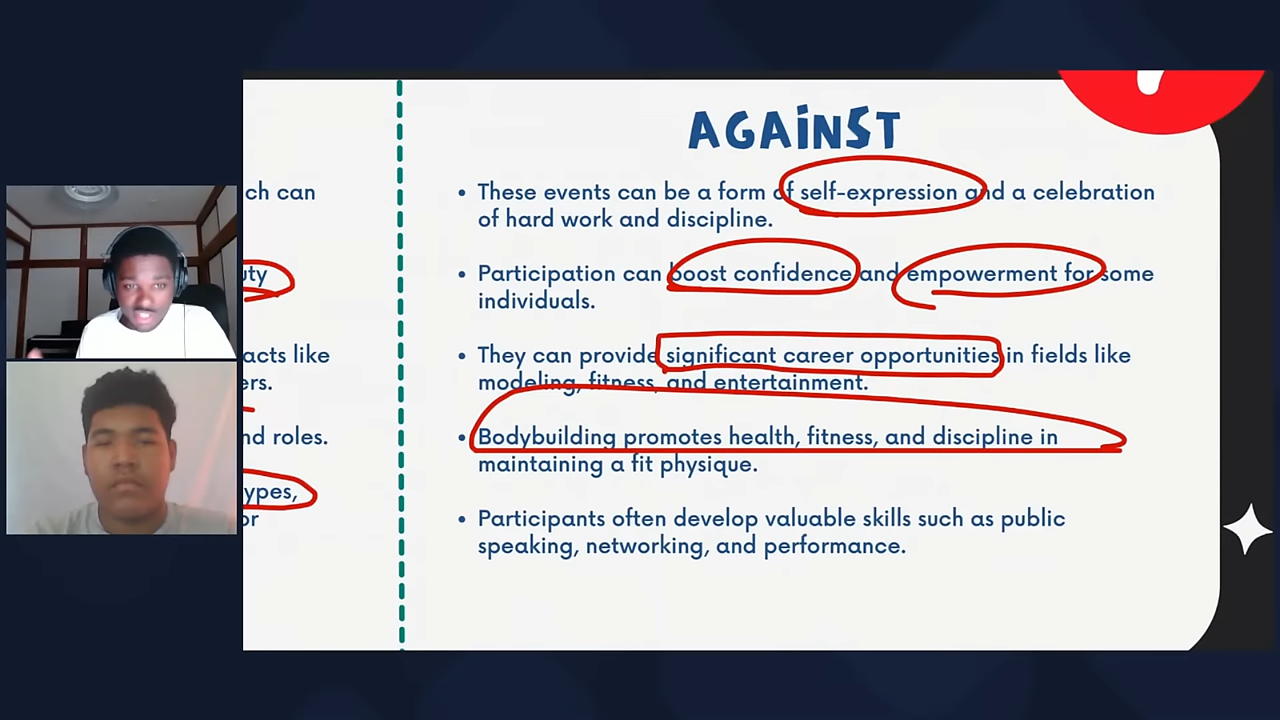 ch can
uty
acts like
ers.
nd roles.
ypes,
or
AGAINST
• These events can be a form of self-expression and a celebration
of hard work and discipline.
• Participation can boost confidence and empowerment for some
individuals.
• They can provide significant career opportunities in fields like
modeling, fitness, and entertainment.
• Bodybuilding promotes health, fitness, and discipline in
maintaining a fit physique.
• Participants often develop valuable skills such as public
speaking, networking, and performance.